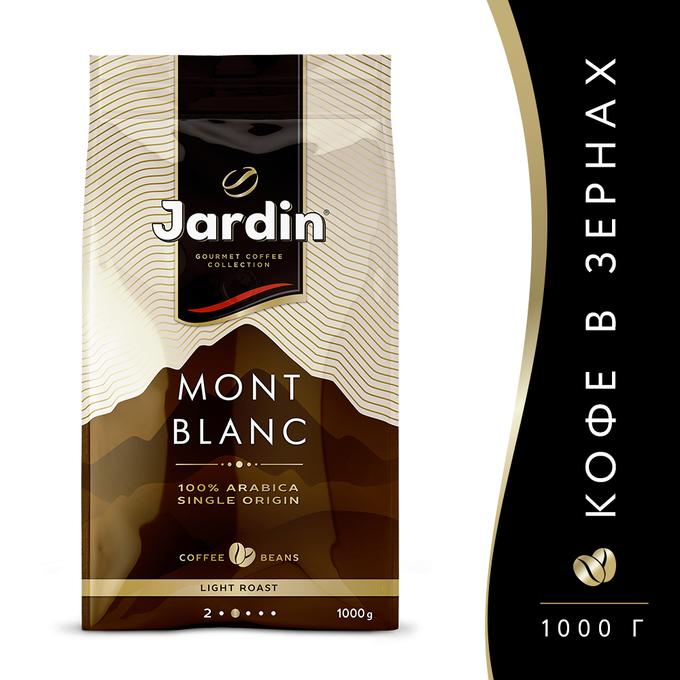 Jardin®
GOURMET COFFEE
COLLECTION
MONT
BLANC
100% ARABICA
SINGLE ORIGIN
COFFEE BEANS
LIGHT ROAST
2
1000g
КОФЕ В ЗЕРНАХ
1000 Г